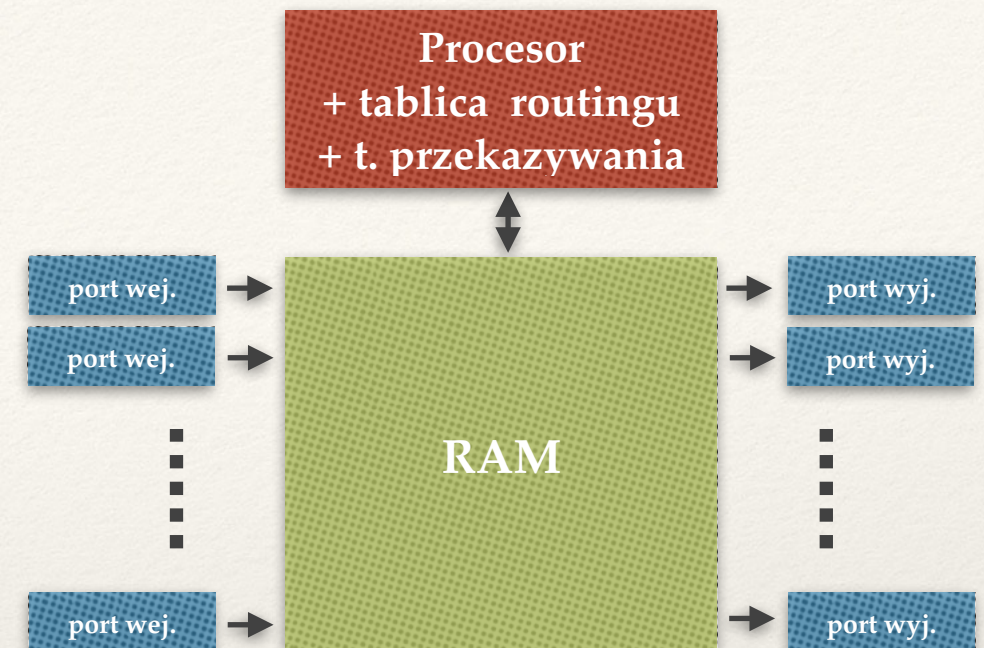 Procesor
+ tablica routingu
+ t. przekazywania
port wej.
port wyj.
port wej.
port wyj.
RAM
port wej.
port wyj.